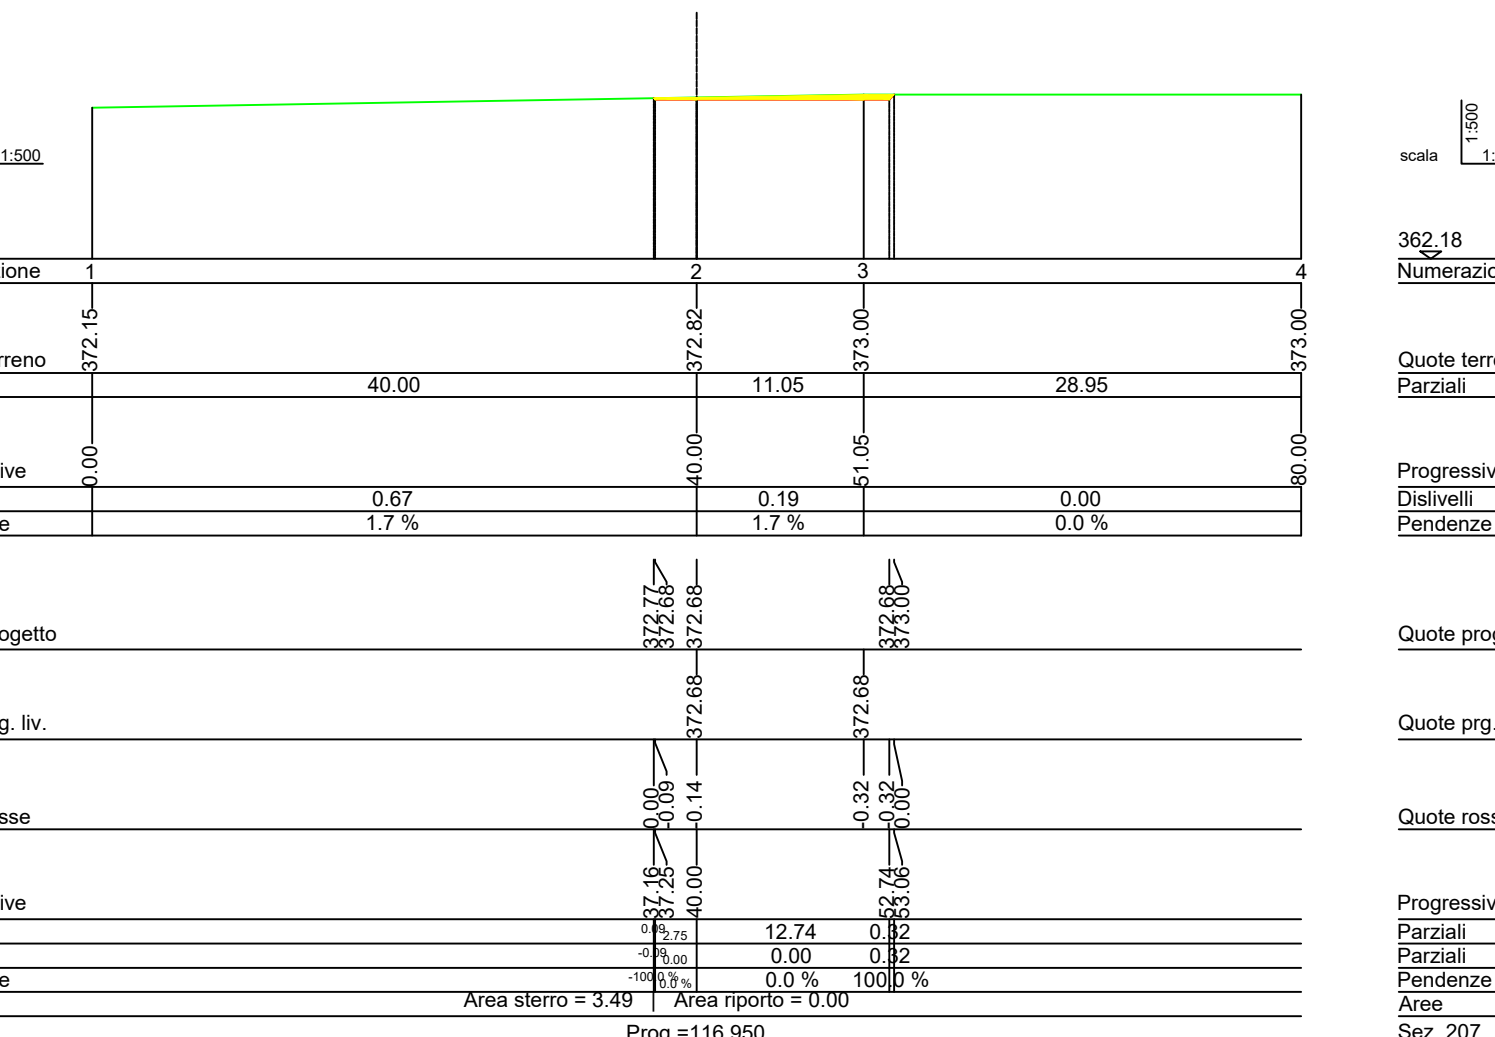 1:500
scala
1:500
1:
362.18
ione 1 2 3 4
Numerazio
372.15 372.82 373.00 373.00
rreno
Quote terre
40.00 11.05 28.95
Parziali
0.00 40.00 51.05 80.00
ive
Progressiv
0.67 0.19 0.00
Dislivelli
e 1.7 % 1.7 % 0.0 %
Pendenze
372.77 372.68 372.68 372.68 373.00
ogetto
Quote prog
372.68 372.68
g. liv.
Quote prg.
0.00 -0.09 -0.14 -0.32 -0.32 0.00
sse
Quote ross
37.16 37.25 40.00 52.74 53.06
ive
Progressiv
0.09 2.75 12.74 0.32
Parziali
-0.09 0.00 0.00 0.32
Parziali
e -100.0 % 0.0 % 0.0 % 100.0 %
Pendenze
Area sterro = 3.49 Area riporto = 0.00
Aree
Prog.=116.950
Sez. 207